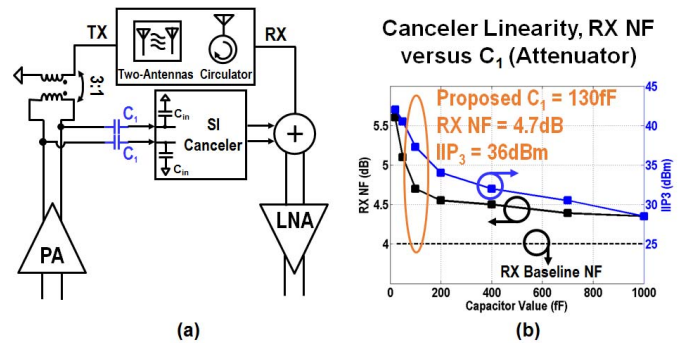 TX
RX
Two-Antennas
Circulator
3:1
C1
C1
Cin
Cin
SI
Canceler
+
PA
LNA
(a)
Canceler Linearity, RX NF
versus C1 (Attenuator)
Proposed C1 = 130fF
RX NF = 4.7dB
IIP3 = 36dBm
RX NF (dB)
5.5
5
4.5
4
45
40
35
30
25
IIP3 (dBm)
RX Baseline NF
0 200 400 600 800 1000
Capacitor Value (fF)
(b)